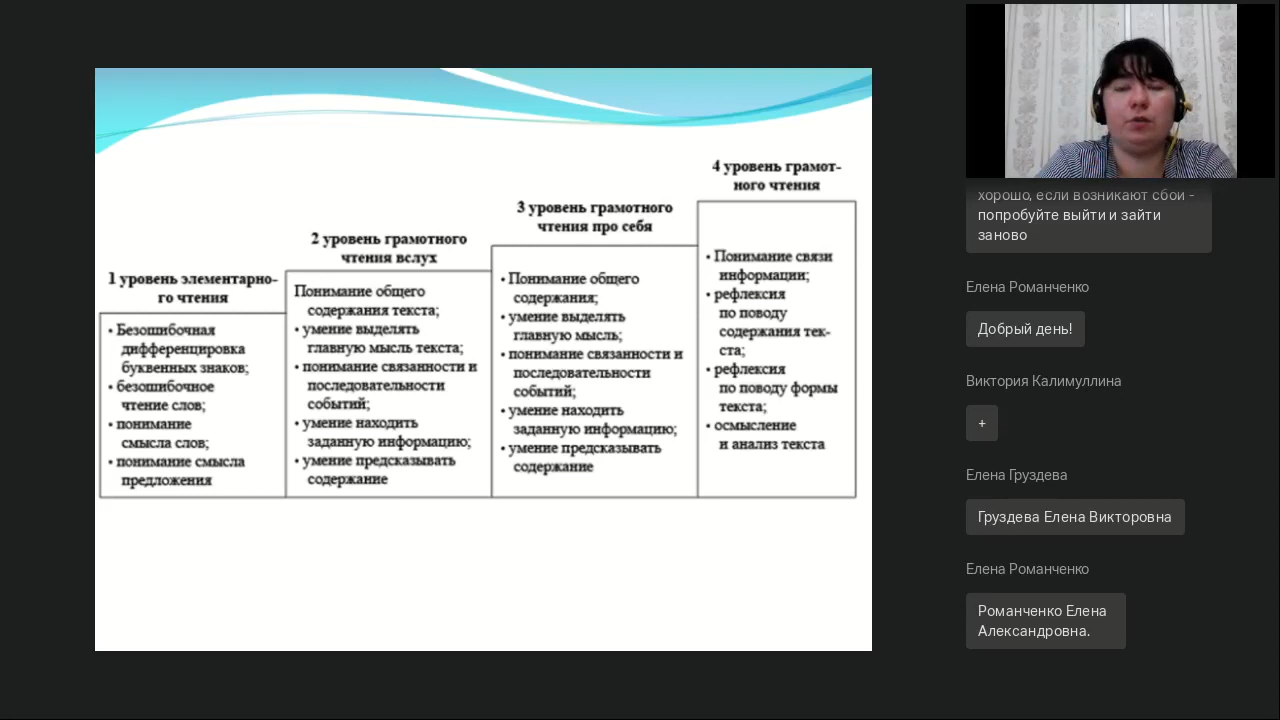 1 уровень элементарно-
го чтения
• Безошибочная
дифференцировка
буквенных знаков;
• безошибочное
чтение слов;
• понимание
смысла слов;
• понимание смысла
предложения
2 уровень грамотного
чтения вслух
Понимание общего
содержания текста;
• умение выделять
главную мысль текста;
• понимание связанности и
последовательности
событий;
• умение находить
заданную информацию;
• умение предсказывать
содержание
3 уровень грамотного
чтения про себя
• Понимание общего
содержания;
• умение выделять
главную мысль;
• понимание связанности и
последовательности
событий;
• умение находить
заданную информацию;
• умение предсказывать
содержание
4 уровень грамот-
ного чтения
• Понимание связи
информации;
• рефлексия
по поводу
содержания тек-
ста;
• рефлексия
по поводу формы
текста;
• осмысление
и анализ текста
хорошо, если возникают сбои -
попробуйте выйти и зайти
заново
Елена Романченко
Добрый день!
Виктория Калимуллина
+
Елена Груздева
Груздева Елена Викторовна
Елена Романченко
Романченко Елена
Александровна.